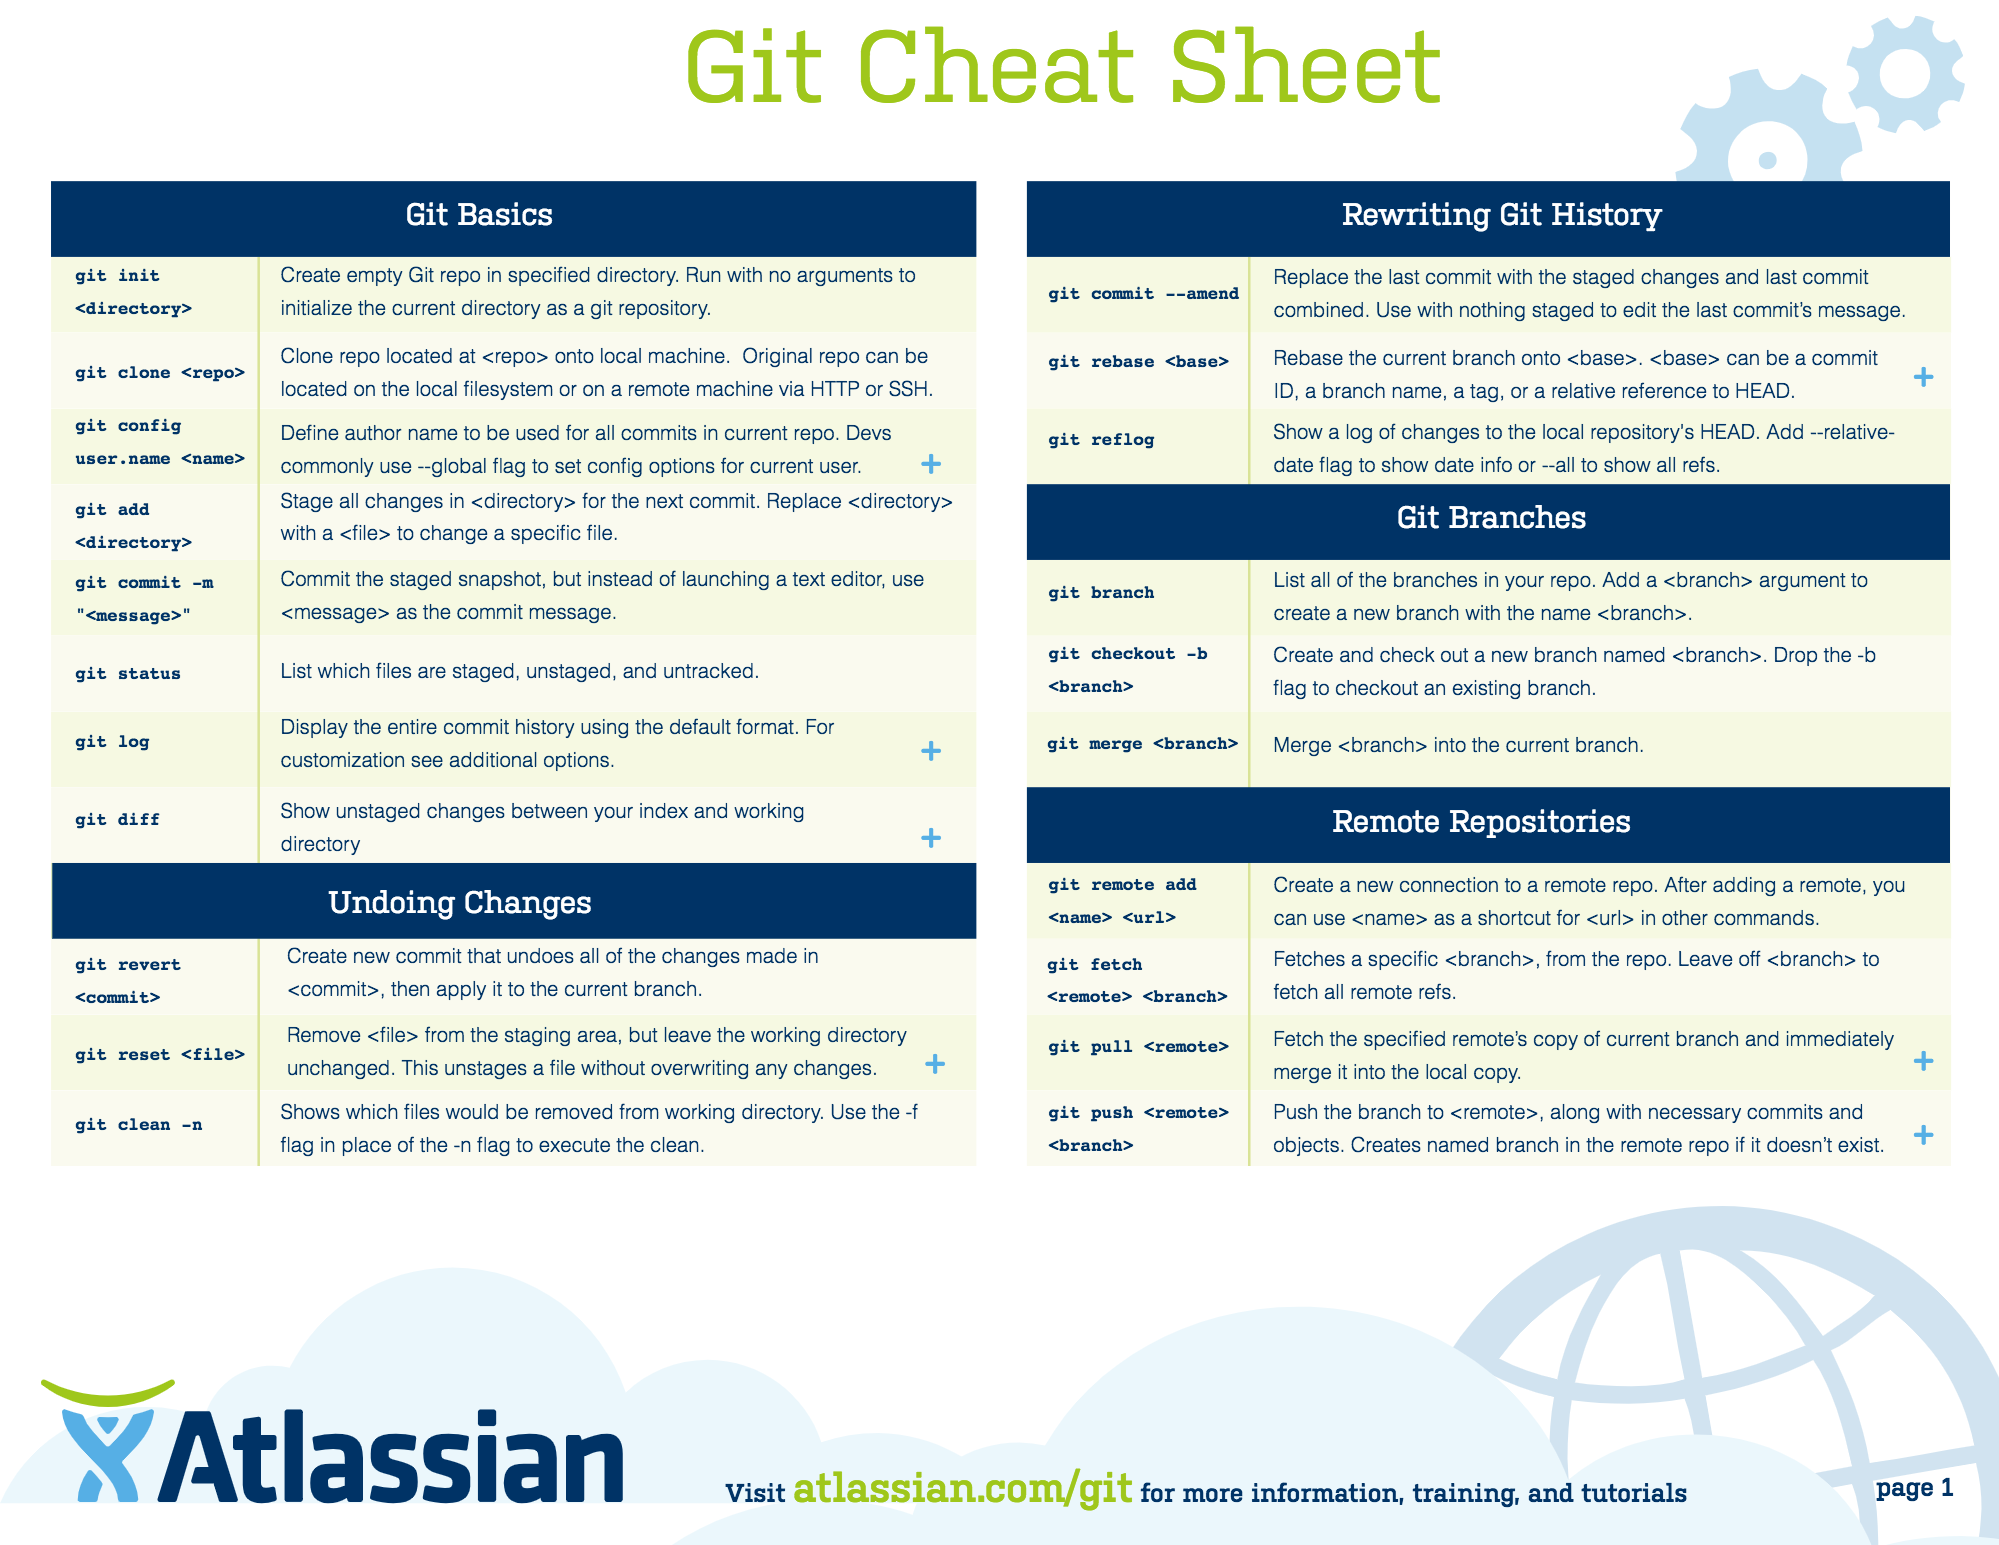 Git Cheat Sheet
Git Basics
git init
<directory>
Create empty Git repo in specified directory. Run with no arguments to
initialize the current directory as a git repository.
git clone <repo>
Clone repo located at <repo> onto local machine.  Original repo can be
located on the local filesystem or on a remote machine via HTTP or SSH.
git config
user.name <name>
Define author name to be used for all commits in current repo. Devs
commonly use --global flag to set config options for current user.
+
git add
<directory>
Stage all changes in <directory> for the next commit. Replace <directory>
with a <file> to change a specific file.
git commit -m
"<message>"
Commit the staged snapshot, but instead of launching a text editor, use
<message> as the commit message.
git status
List which files are staged, unstaged, and untracked.
git log
Display the entire commit history using the default format. For
customization see additional options.
+
git diff
Show unstaged changes between your index and working
directory
+
Undoing Changes
git revert
<commit>
Create new commit that undoes all of the changes made in
<commit>, then apply it to the current branch.
git reset <file>
Remove <file> from the staging area, but leave the working directory
unchanged. This unstages a file without overwriting any changes.
+
git clean -n
Shows which files would be removed from working directory. Use the -f
flag in place of the -n flag to execute the clean.
Rewriting Git History
git commit --amend
Replace the last commit with the staged changes and last commit
combined. Use with nothing staged to edit the last commit’s message.
git rebase <base>
Rebase the current branch onto <base>. <base> can be a commit
ID, a branch name, a tag, or a relative reference to HEAD.
+
git reflog
Show a log of changes to the local repository's HEAD. Add --relative-
date flag to show date info or --all to show all refs.
Git Branches
git branch
List all of the branches in your repo. Add a <branch> argument to
create a new branch with the name <branch>.
git checkout -b
<branch>
Create and check out a new branch named <branch>. Drop the -b
flag to checkout an existing branch.
git merge <branch>
Merge <branch> into the current branch.
Remote Repositories
git remote add
<name> <url>
Create a new connection to a remote repo. After adding a remote, you
can use <name> as a shortcut for <url> in other commands.
git fetch
<remote> <branch>
Fetches a specific <branch>, from the repo. Leave off <branch> to
fetch all remote refs.
git pull <remote>
Fetch the specified remote’s copy of current branch and immediately
merge it into the local copy.
+
git push <remote>
<branch>
Push the branch to <remote>, along with necessary commits and
objects. Creates named branch in the remote repo if it doesn’t exist.
+
Atlassian
Visit atlassian.com/git for more information, training, and tutorials
page 1